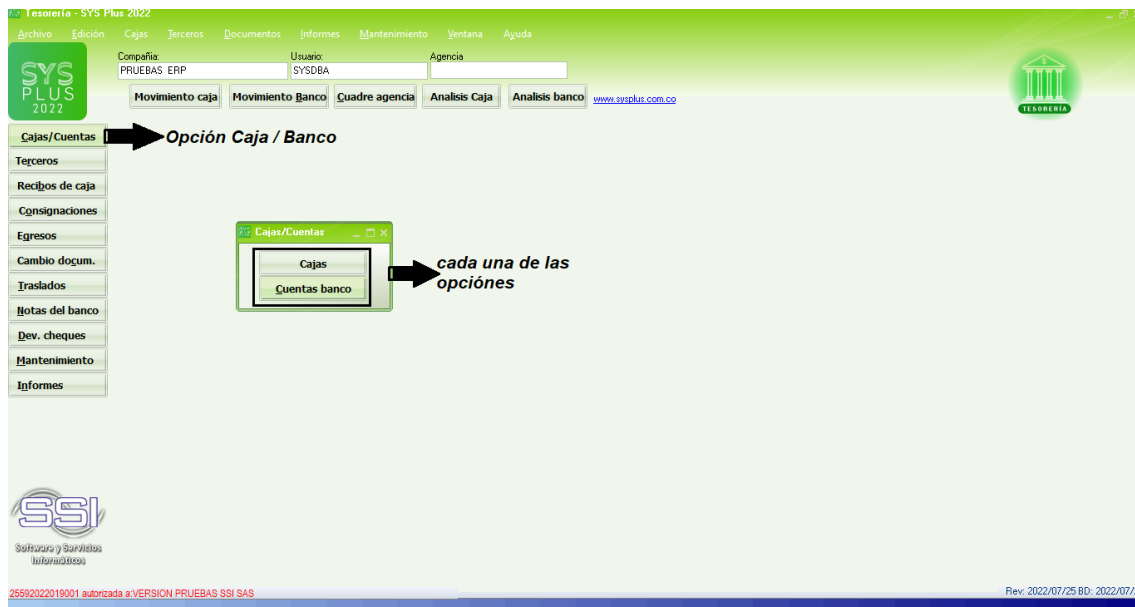 Tesorería - SYS Plus 2022
Archivo Edición Cajas Terceros Documentos Informes Mantenimiento Ventana Ayuda
Compañia: Usuario: Agencia
PRUEBAS ERP SYSDBA
SYS
PLUS
2022
Movimiento caja Movimiento Banco Cuadre agencia Analisis Caja Analisis banco www.sysplus.com.co
TESORERÍA
Cajas/Cuentas
Opción Caja / Banco
Terceros
Recibos de caja
Consignaciones
Egresos
Cambio docum.
Traslados
Notas del banco
Dev. cheques
Mantenimiento
Informes
Cajas/Cuentas
Cajas
Cuentas banco
cada una de las
opciónes
SSI
Software y Servicios
Informáticos
25592022019001 autorizada a:VERSION PRUEBAS SSI SAS
Rev: 2022/07/25 BD: 2022/07/